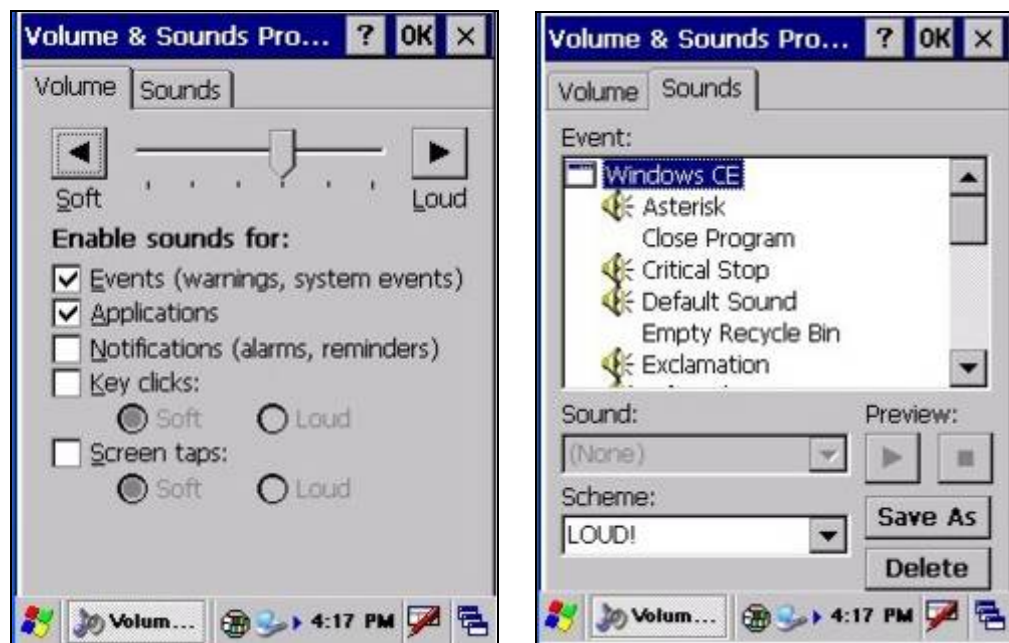 Volume & Sounds Pro... ? OK ×
Volume Sounds
Soft Loud
Enable sounds for:
Events (warnings, system events)
Applications
Notifications (alarms, reminders)
Key clicks:
Soft Loud
Screen taps:
Soft Loud
Volum... 4:17 PM
Volume & Sounds Pro... ? OK ×
Volume Sounds
Event:
Windows CE
Asterisk
Close Program
Critical Stop
Default Sound
Empty Recycle Bin
Exclamation
Sound: Preview:
(None)
Scheme:
LOUD!
Save As
Delete
Volum... 4:17 PM